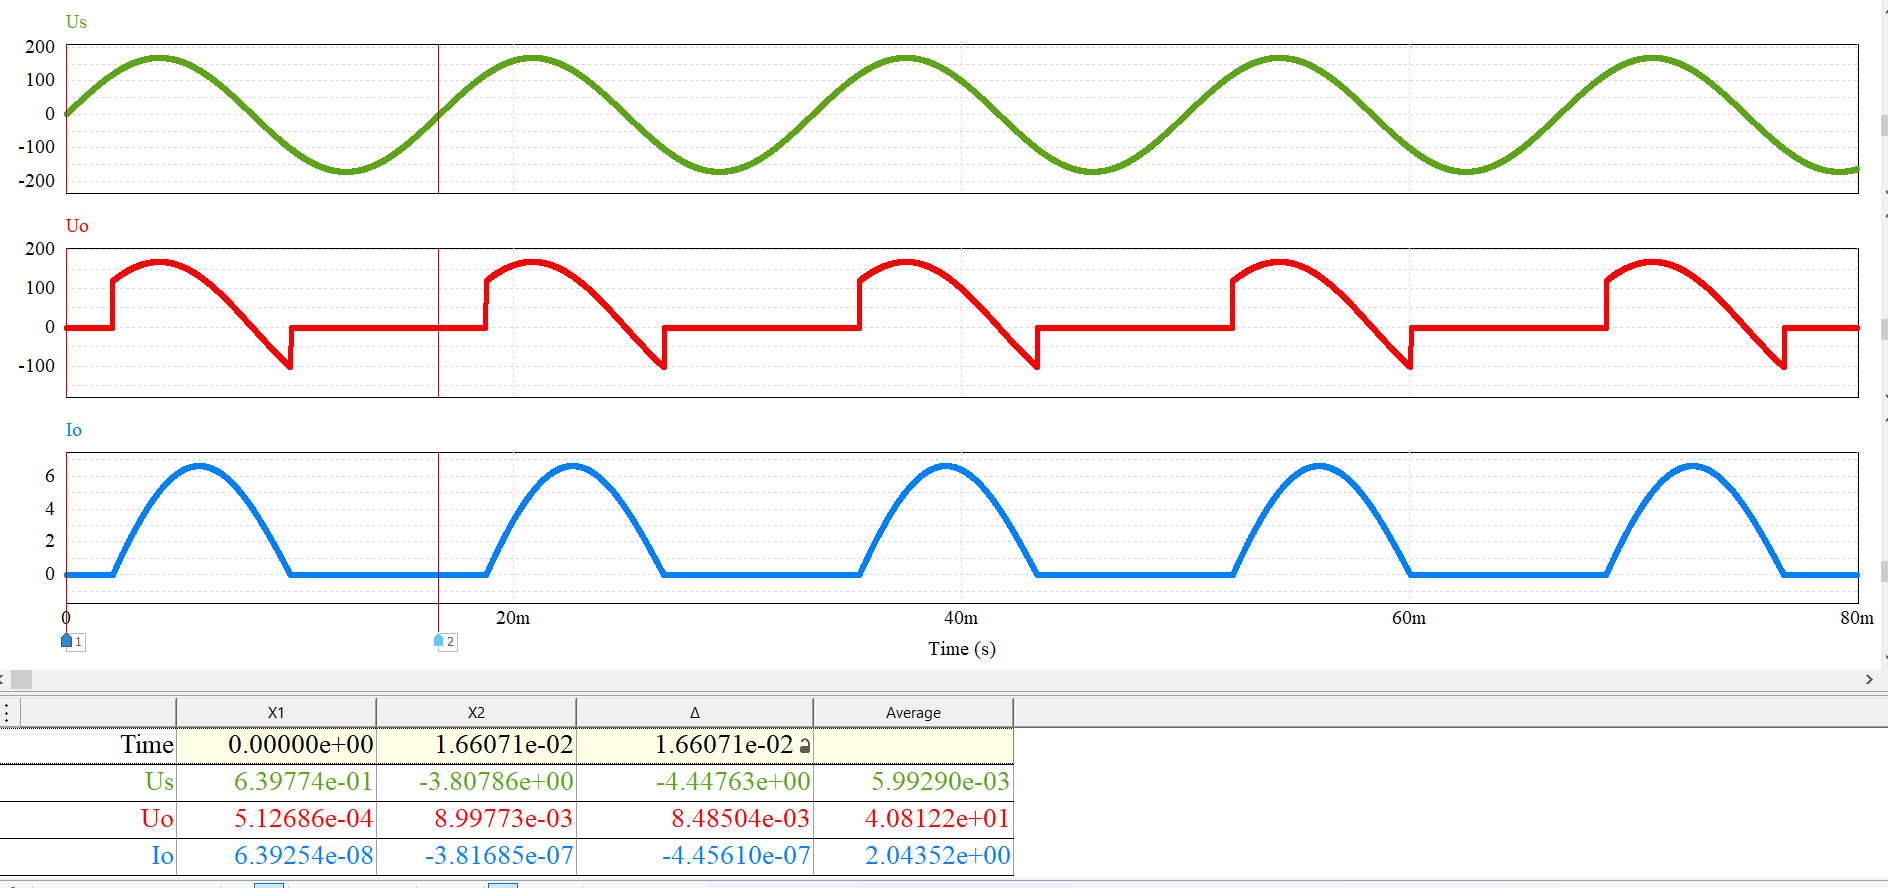 Us
200
100
0
-100
-200
Uo
200
100
0
-100
Io
6
4
2
0
0 20m 40m 60m 80m
1 2
Time (s)
X1 X2 Δ Average
Time 0.00000e+00 1.66071e-02 1.66071e-02
Us 6.39774e-01 -3.80786e+00 -4.44763e+00 5.99290e-03
Uo 5.12686e-04 8.99773e-03 8.48504e-03 4.08122e+01
Io 6.39254e-08 -3.81685e-07 -4.45610e-07 2.04352e+00